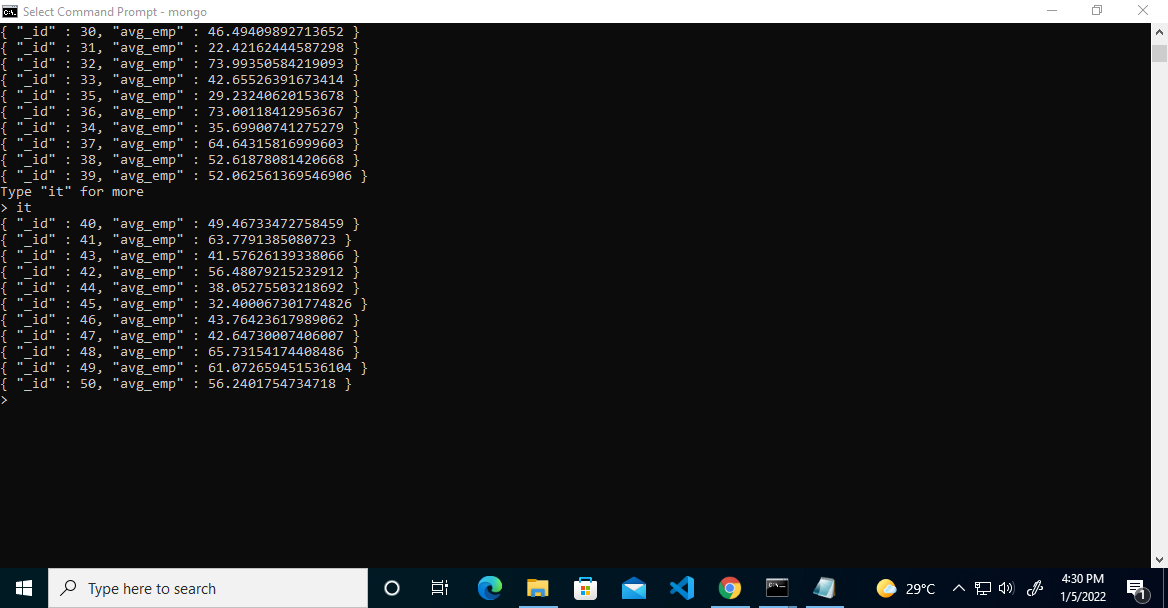 Select Command Prompt - mongo
{ "_id" : 30, "avg_emp" : 46.49409892713652 }
{ "_id" : 31, "avg_emp" : 22.42162444587298 }
{ "_id" : 32, "avg_emp" : 73.99350584219093 }
{ "_id" : 33, "avg_emp" : 42.65526391673414 }
{ "_id" : 35, "avg_emp" : 29.23240620153678 }
{ "_id" : 36, "avg_emp" : 73.00118412956367 }
{ "_id" : 34, "avg_emp" : 35.69900741275279 }
{ "_id" : 37, "avg_emp" : 64.64315816999603 }
{ "_id" : 38, "avg_emp" : 52.61878081420668 }
{ "_id" : 39, "avg_emp" : 52.062561369546906 }
Type "it" for more
> it
{ "_id" : 40, "avg_emp" : 49.46733472758459 }
{ "_id" : 41, "avg_emp" : 63.7791385080723 }
{ "_id" : 43, "avg_emp" : 41.57626139338066 }
{ "_id" : 42, "avg_emp" : 56.48079215232912 }
{ "_id" : 44, "avg_emp" : 38.05275503218692 }
{ "_id" : 45, "avg_emp" : 32.400067301774826 }
{ "_id" : 46, "avg_emp" : 43.76423617989062 }
{ "_id" : 47, "avg_emp" : 42.64730007406007 }
{ "_id" : 48, "avg_emp" : 65.73154174408486 }
{ "_id" : 49, "avg_emp" : 61.072659451536104 }
{ "_id" : 50, "avg_emp" : 56.2401754734718 }
>
Type here to search
29°C
4:30 PM
1/5/2022
1